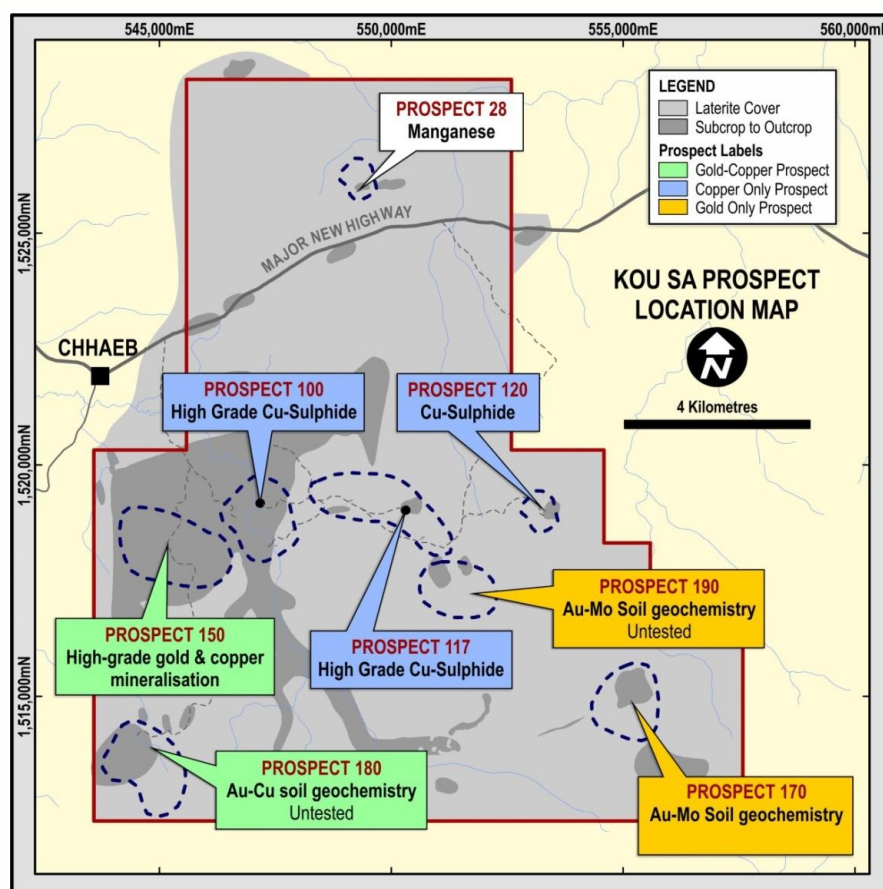 545,000mE
550,000mE
555,000mE
560,000mE
LEGEND
Laterite Cover
Subcrop to Outcrop
Prospect Labels
Gold-Copper Prospect
Copper Only Prospect
Gold Only Prospect
PROSPECT 28
Manganese
1,525,000mN
MAJOR NEW HIGHWAY
KOU SA PROSPECT
LOCATION MAP
N
4 Kilometres
CHHAEB
PROSPECT 100
High Grade Cu-Sulphide
PROSPECT 120
Cu-Sulphide
1,520,000mN
PROSPECT 190
Au-Mo Soil geochemistry
Untested
PROSPECT 150
High-grade gold & copper
mineralisation
PROSPECT 117
High Grade Cu-Sulphide
1,515,000mN
PROSPECT 180
Au-Cu soil geochemistry
Untested
PROSPECT 170
Au-Mo Soil geochemistry